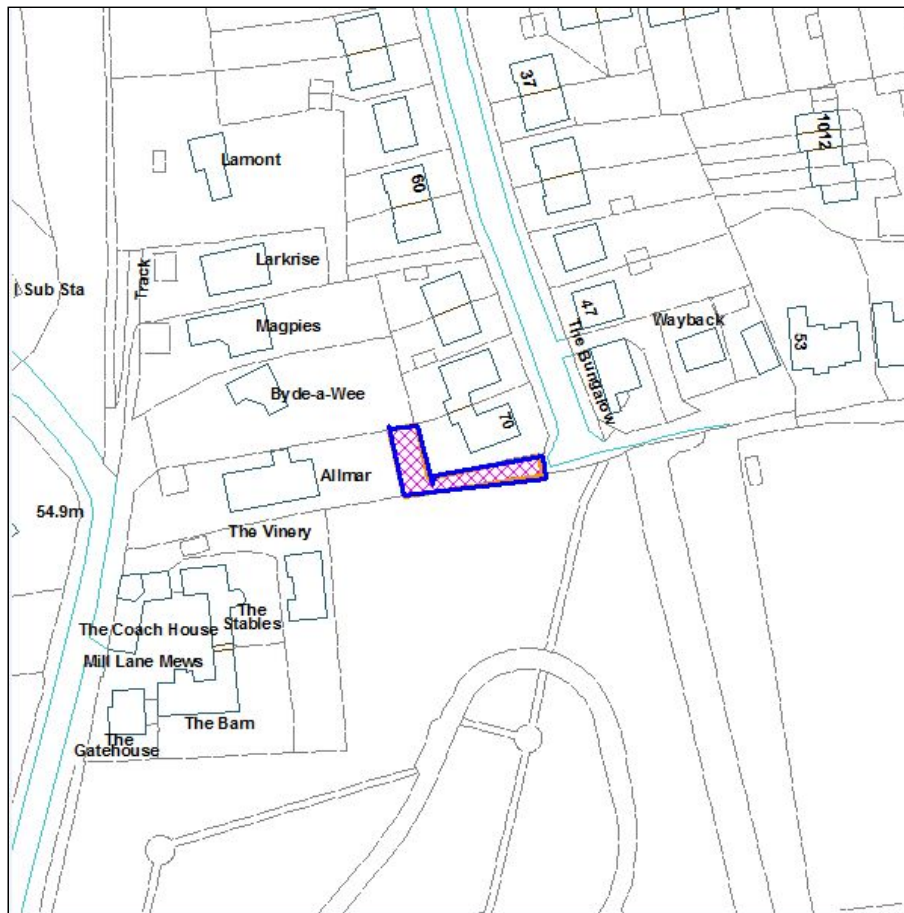 37
1012
Lamont
60
Larkrise
l Sub Sta
Track
47
Wayback
Magpies
The Bungalow
53
Byde-a-Wee
70
Allmar
54.9m
The Vinery
The
Stables
The Coach House
Mill Lane Mews
The Barn
The
Gatehouse